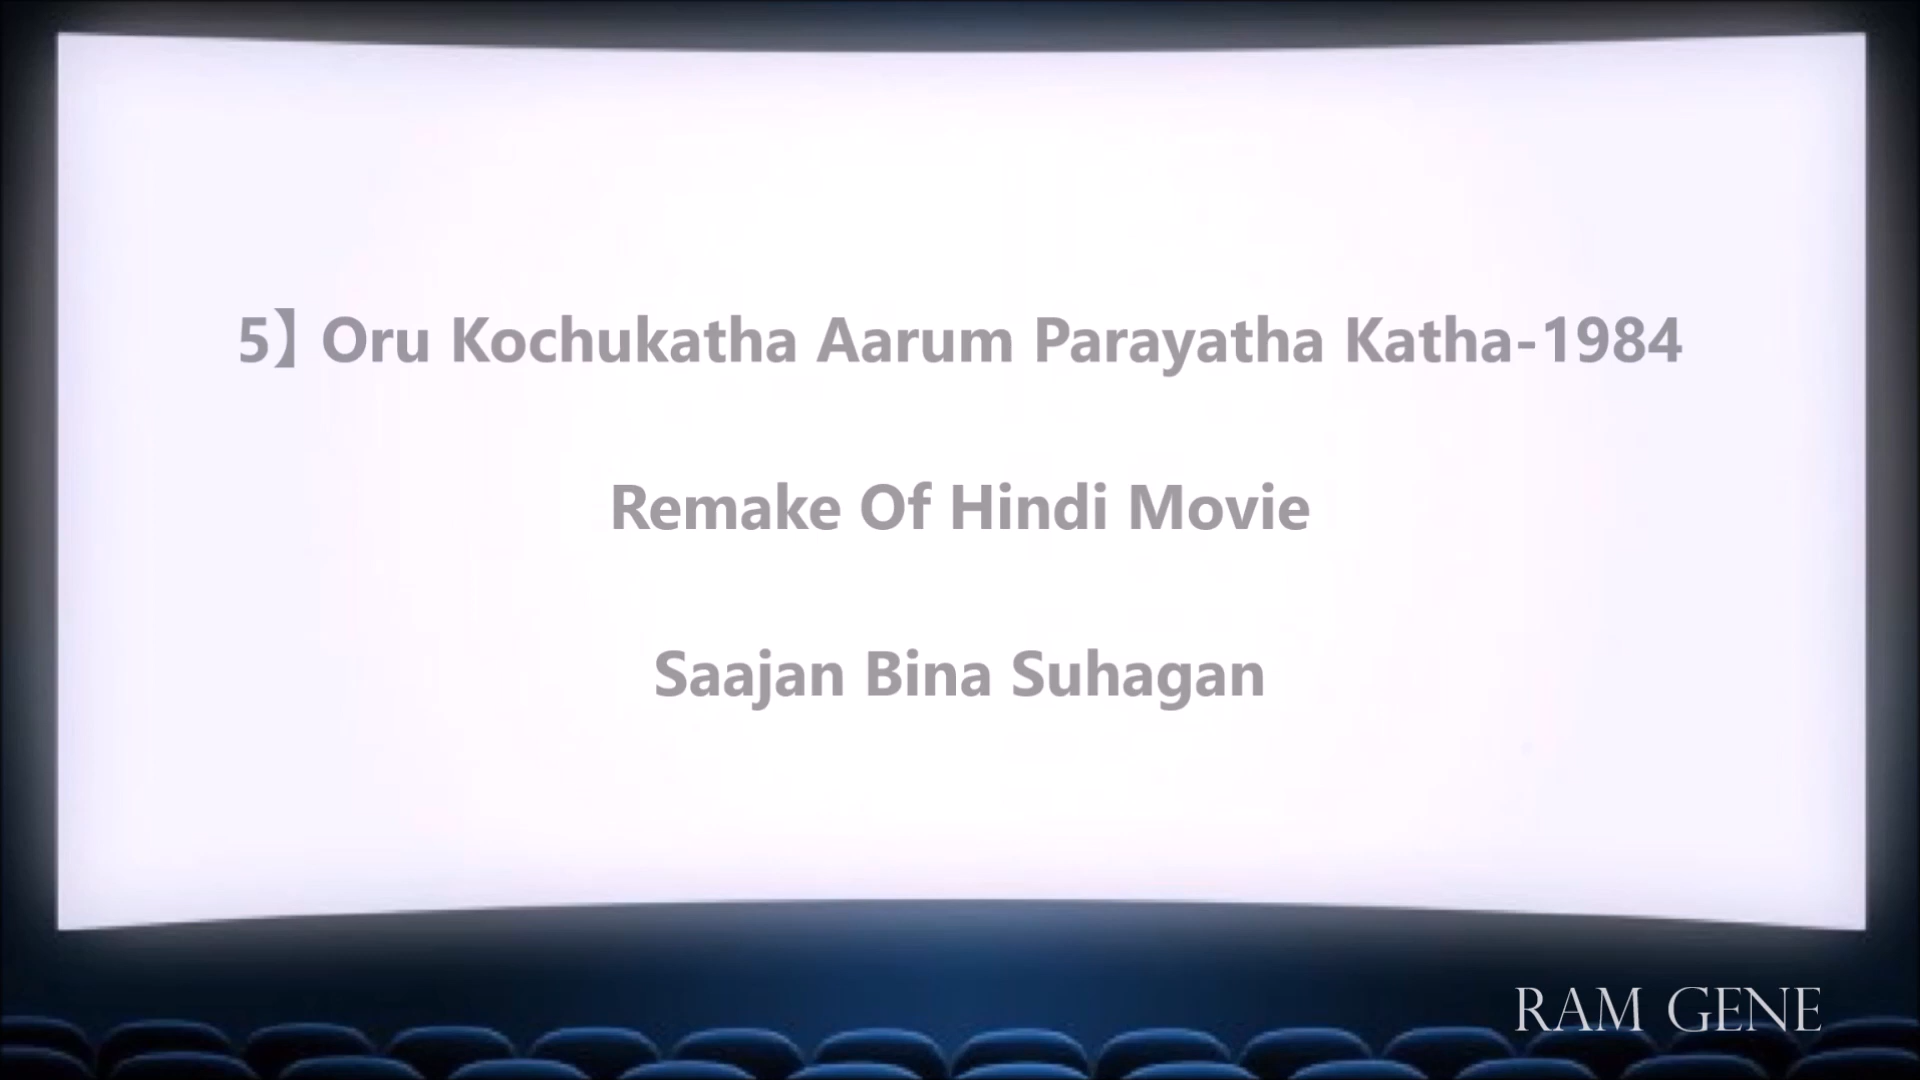 5】Oru Kochukatha Aarum Parayatha Katha-1984
Remake Of Hindi Movie
Saajan Bina Suhagan
RAM GENE